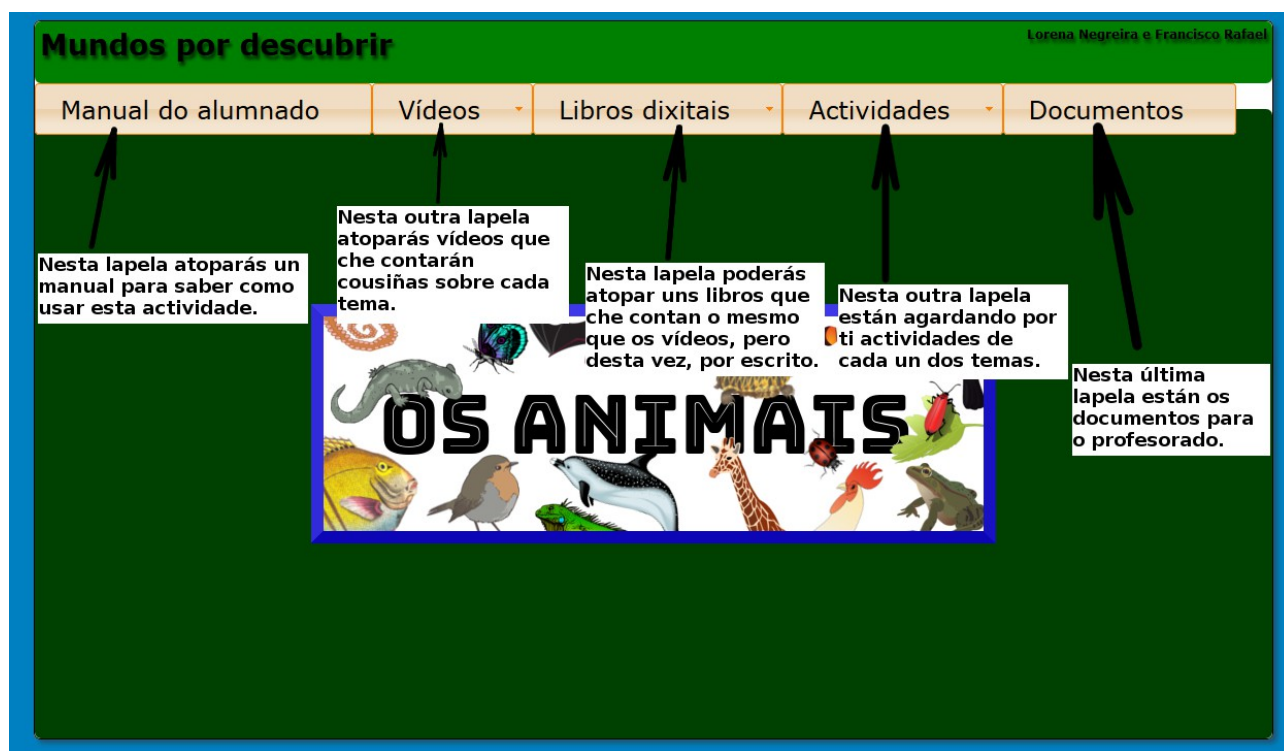 Mundos por descubrir
Lorena Negreira e Francisco Rafael
Manual do alumnado
Vídeos
Libros dixitais
Actividades
Documentos
Nesta lapela atoparás un
manual para saber como
usar esta actividade.
Nesta outra lapela
atoparás vídeos que
che contarán
cousiñas sobre cada
tema.
Nesta lapela poderás
atopar uns libros que
che contan o mesmo
que os vídeos, pero
desta vez, por escrito.
Nesta outra lapela
están agardando por
ti actividades de
cada un dos temas.
Nesta última
lapela están os
documentos para
o profesorado.
OS ANIMAIS